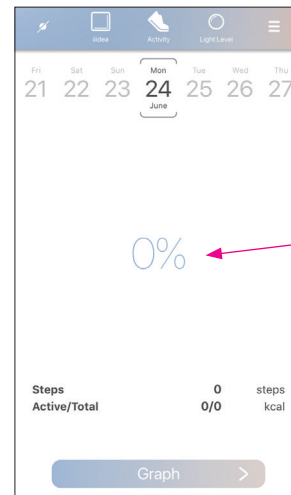 iiidea Activity Light Level
Fri Sat Sun Mon Tue Wed Thu
21 22 23 24 25 26 27
June
0%
Steps 0 steps
Active/Total 0/0 kcal
Graph